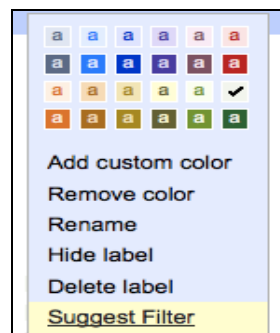 a a a a a a
a a a a a a
a a a a a
a a a a a a
Add custom color
Remove color
Rename
Hide label
Delete label
Suggest Filter